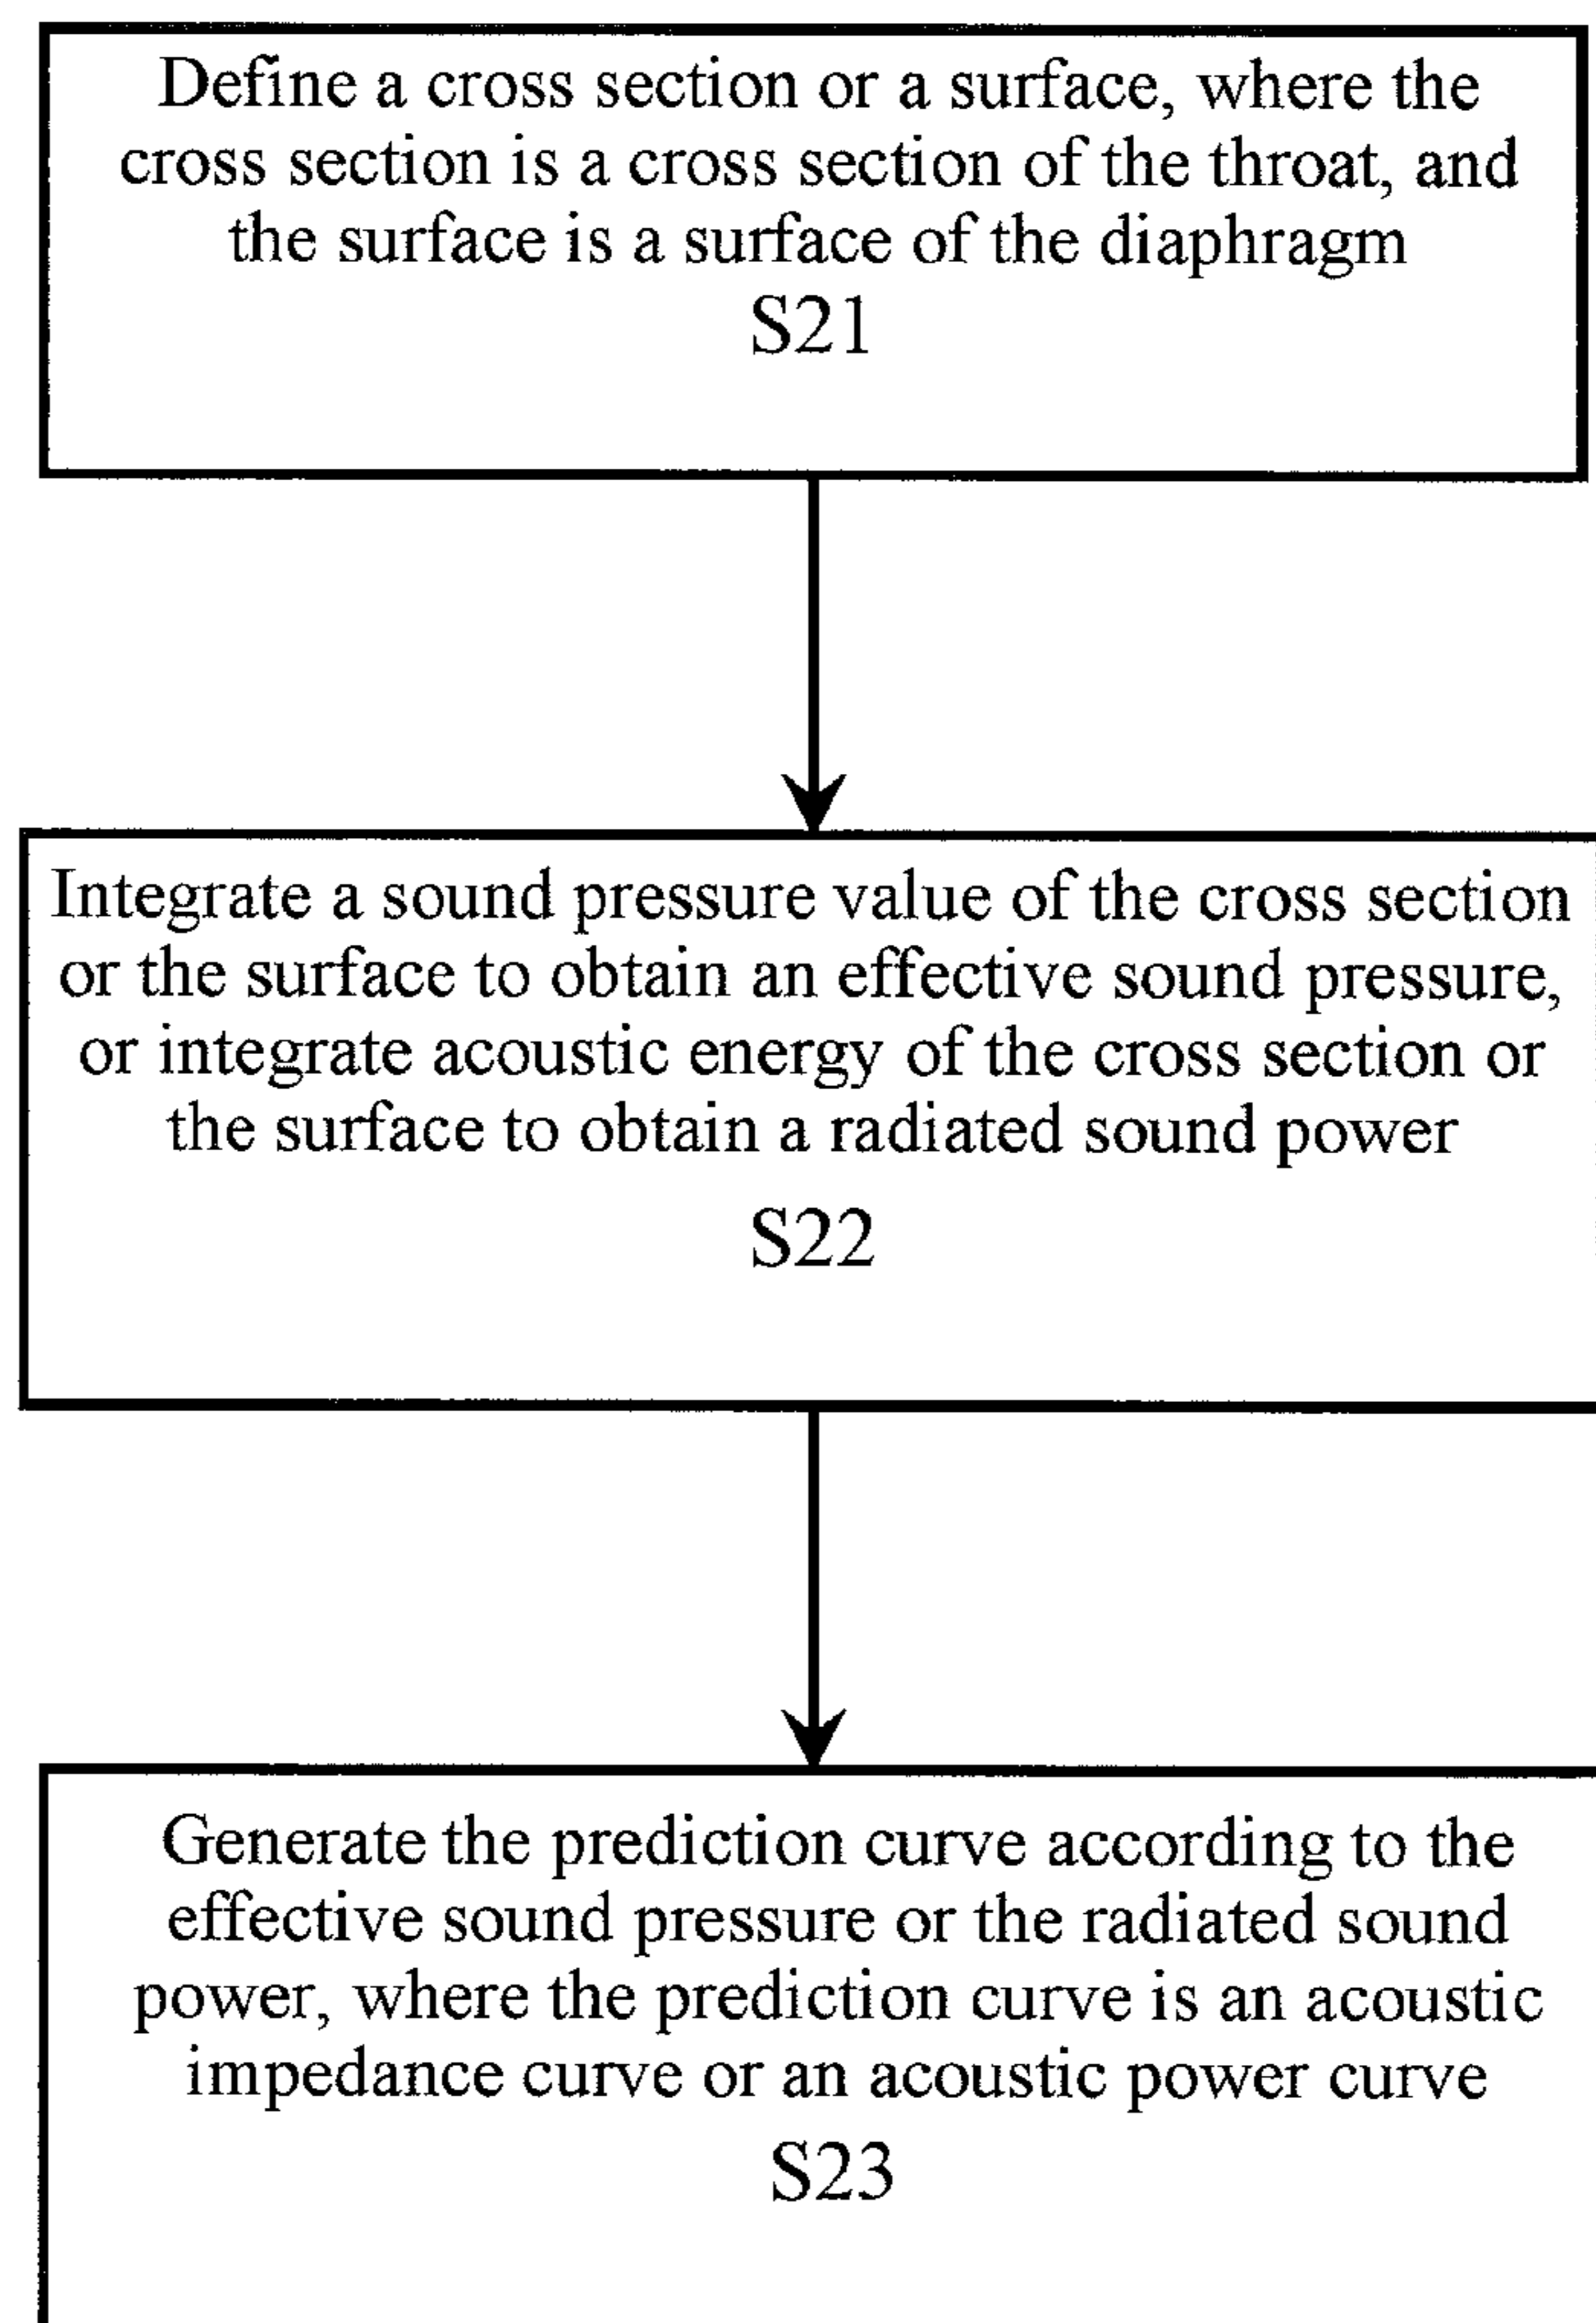 Define a cross section or a surface, where the
cross section is a cross section of the throat, and
the surface is a surface of the diaphragm
S21
Integrate a sound pressure value of the cross section
or the surface to obtain an effective sound pressure,
or integrate acoustic energy of the cross section or
the surface to obtain a radiated sound power
S22
Generate the prediction curve according to the
effective sound pressure or the radiated sound
power, where the prediction curve is an acoustic
impedance curve or an acoustic power curve
S23